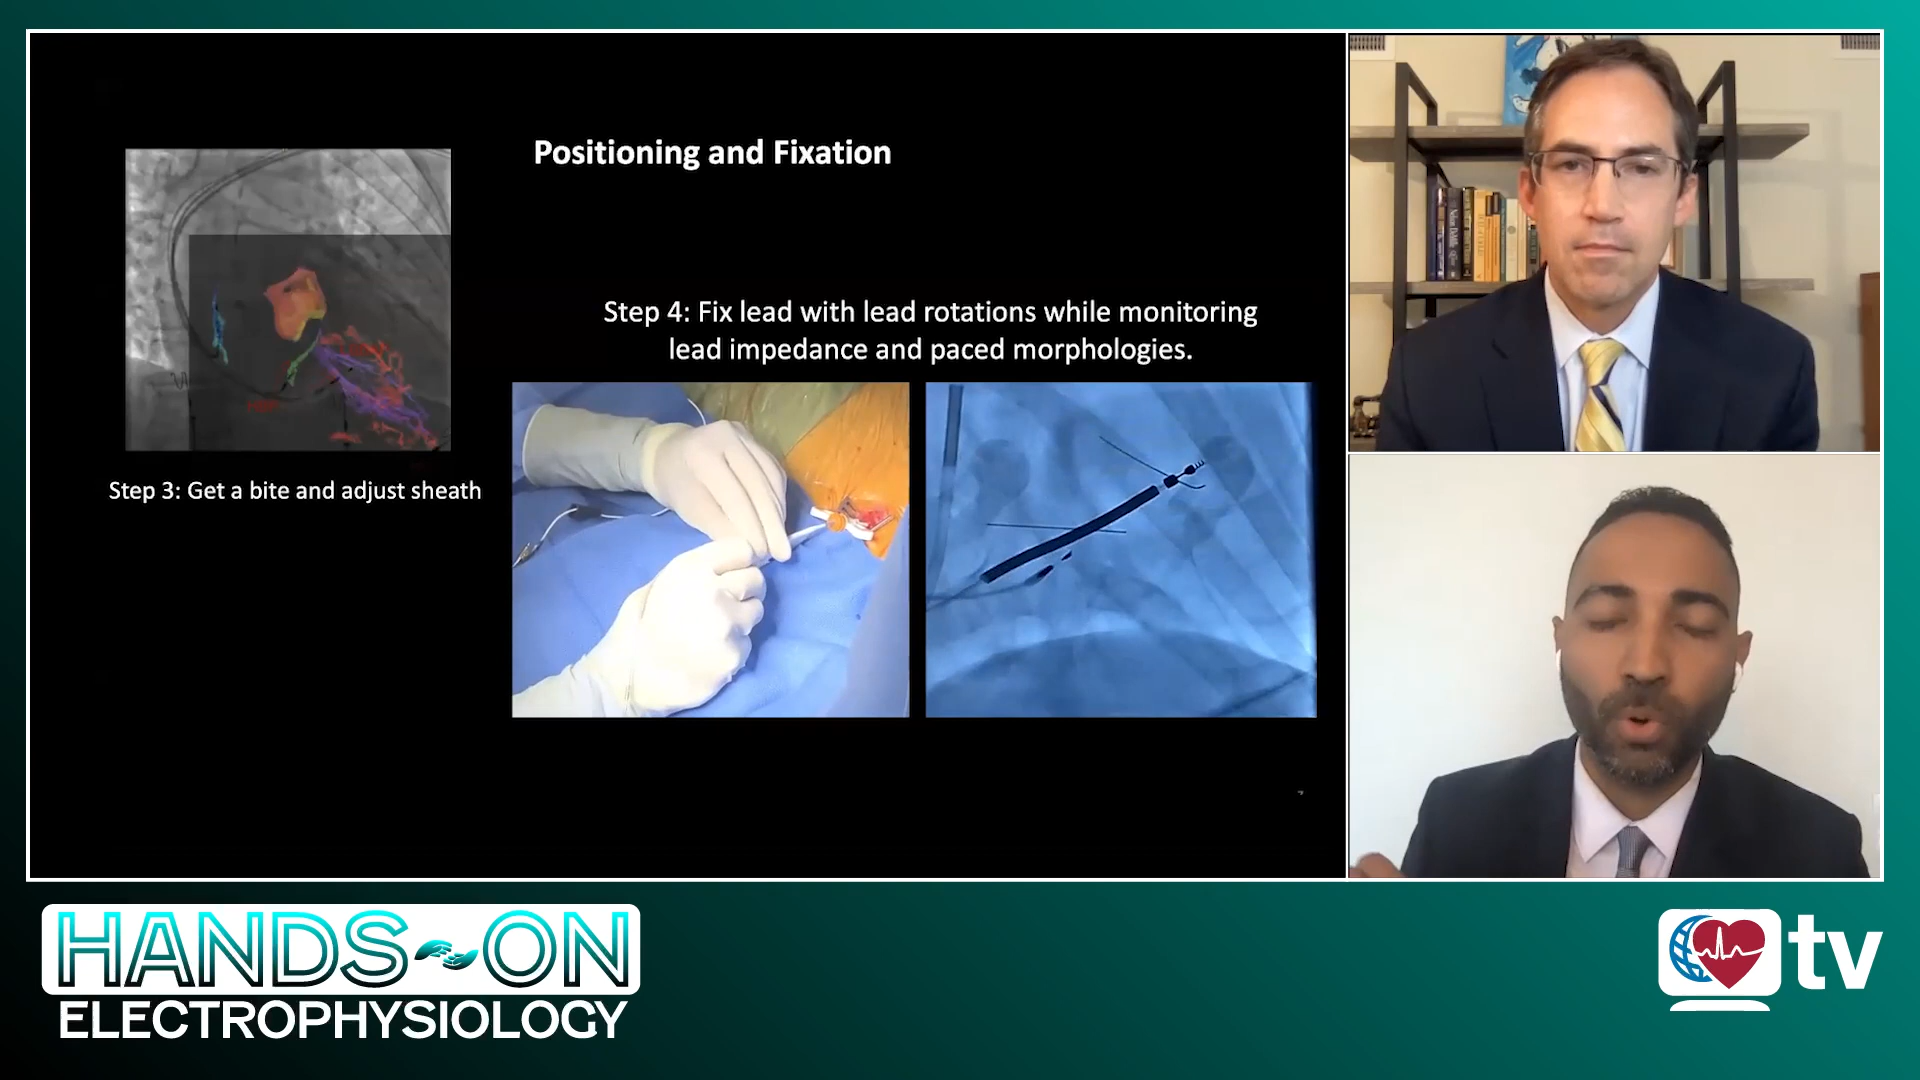 Positioning and Fixation
Step 3: Get a bite and adjust sheath
Step 4: Fix lead with lead rotations while monitoring
lead impedance and paced morphologies.
HANDS-ON
ELECTROPHYSIOLOGY
tv